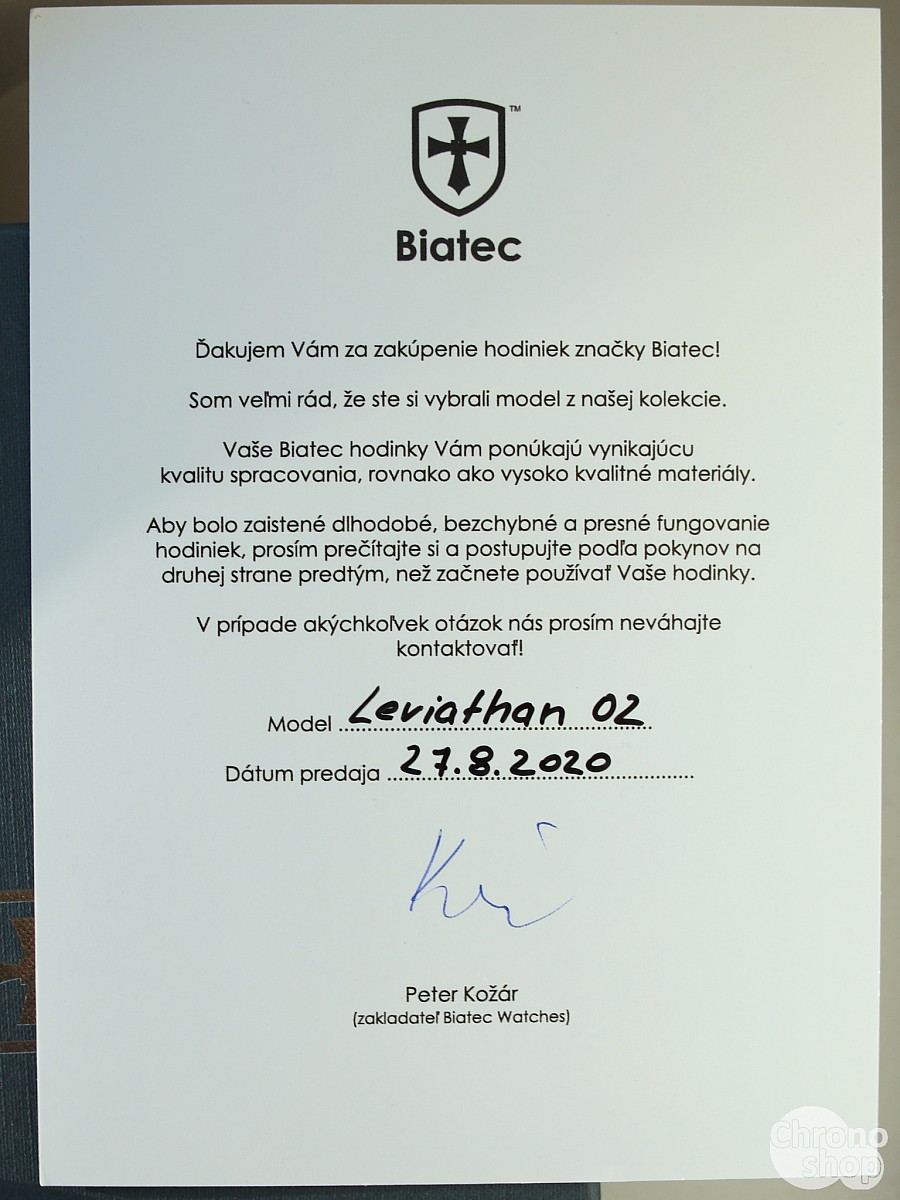 TM
Biatec
Ďakujem Vám za zakúpenie hodiniek značky Biatec!
Som veľmi rád, že ste si vybrali model z našej kolekcie.
Vaše Biatec hodinky Vám ponúkajú vynikajúcu
kvalitu spracovania, rovnako ako vysoko kvalitné materiály.
Aby bolo zaistené dlhodobé, bezchybné a presné fungovanie
hodiniek, prosím prečítajte si a postupujte podľa pokynov na
druhej strane predtým, než začnete používať Vaše hodinky.
V prípade akýchkoľvek otázok nás prosím neváhajte
kontaktovať!
Model Leviathan 02
Dátum predaja 27.8.2020
Peter Kožár
(zakladateľ Biatec Watches)
Chrono
shop